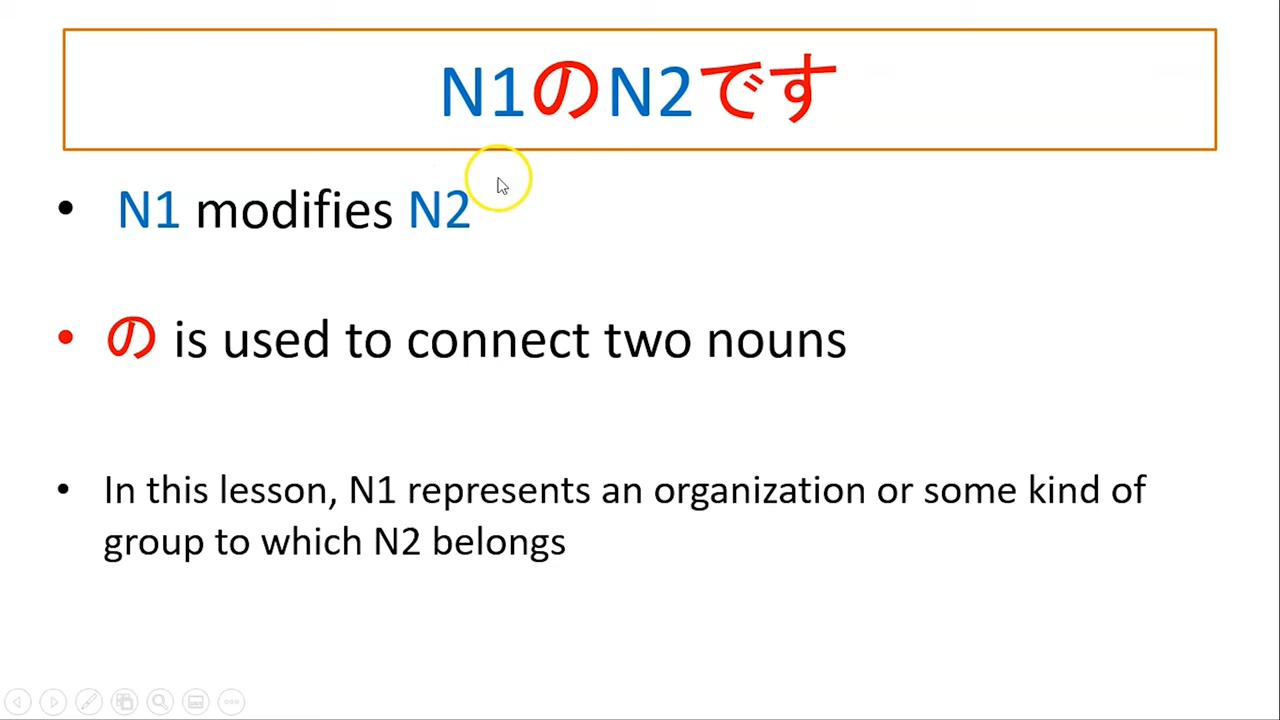 N1のN2です
• N1 modifies N2
• の is used to connect two nouns
• In this lesson, N1 represents an organization or some kind of
group to which N2 belongs